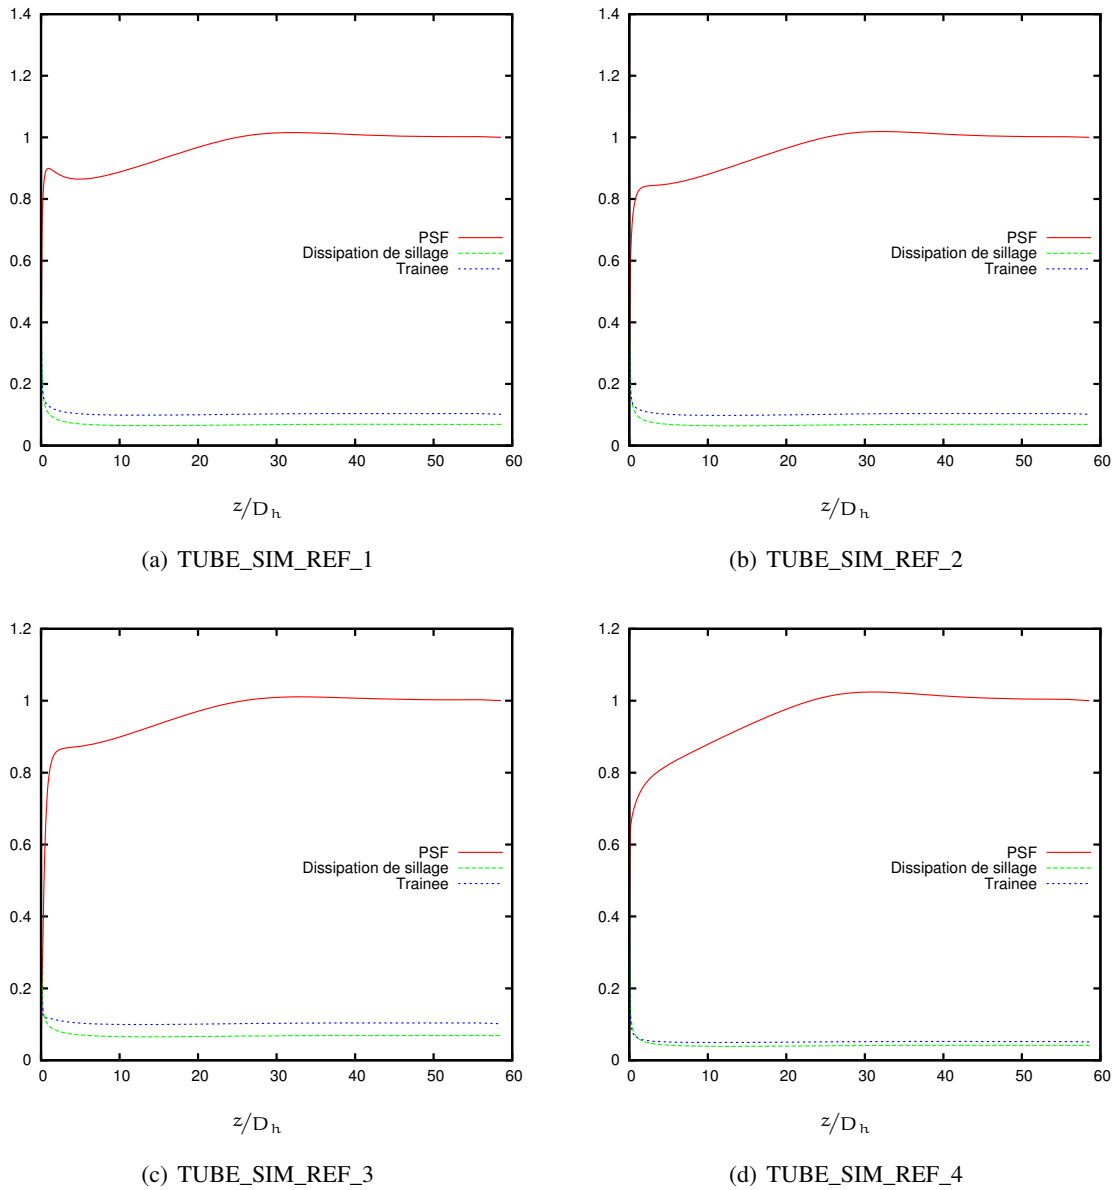 1.4
1.2
1
0.8
0.6
0.4
0.2
0
PSF
Dissipation de sillage
Trainee
0 10 20 30 40 50 60
z/Dh
(a) TUBE_SIM_REF_1
1.4
1.2
1
0.8
0.6
0.4
0.2
0
PSF
Dissipation de sillage
Trainee
0 10 20 30 40 50 60
z/Dh
(b) TUBE_SIM_REF_2
1.2
1
0.8
0.6
0.4
0.2
0
PSF
Dissipation de sillage
Trainee
0 10 20 30 40 50 60
z/Dh
(c) TUBE_SIM_REF_3
1.2
1
0.8
0.6
0.4
0.2
0
PSF
Dissipation de sillage
Trainee
0 10 20 30 40 50 60
z/Dh
(d) TUBE_SIM_REF_4